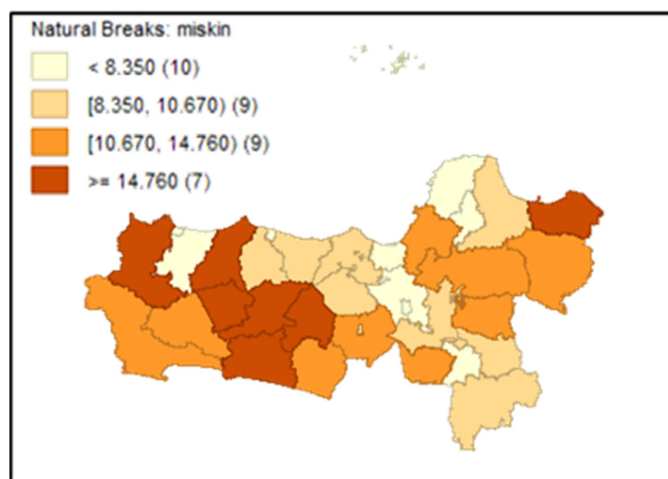 Natural Breaks: miskin
< 8.350 (10)
[8.350, 10.670) (9)
[10.670, 14.760) (9)
>= 14.760 (7)